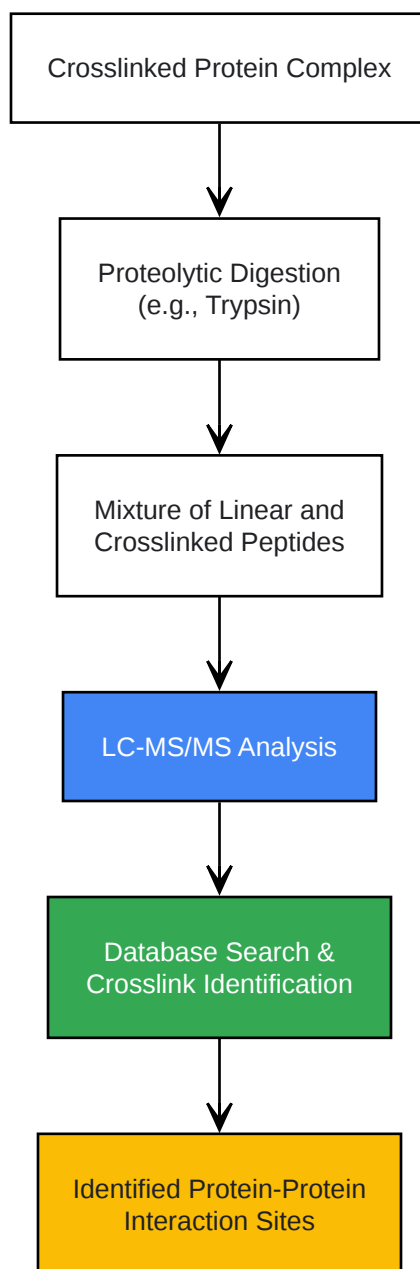 Crosslinked Protein Complex
Proteolytic Digestion
(e.g., Trypsin)
Mixture of Linear and
Crosslinked Peptides
LC-MS/MS Analysis
Database Search &
Crosslink Identification
Identified Protein-Protein
Interaction Sites